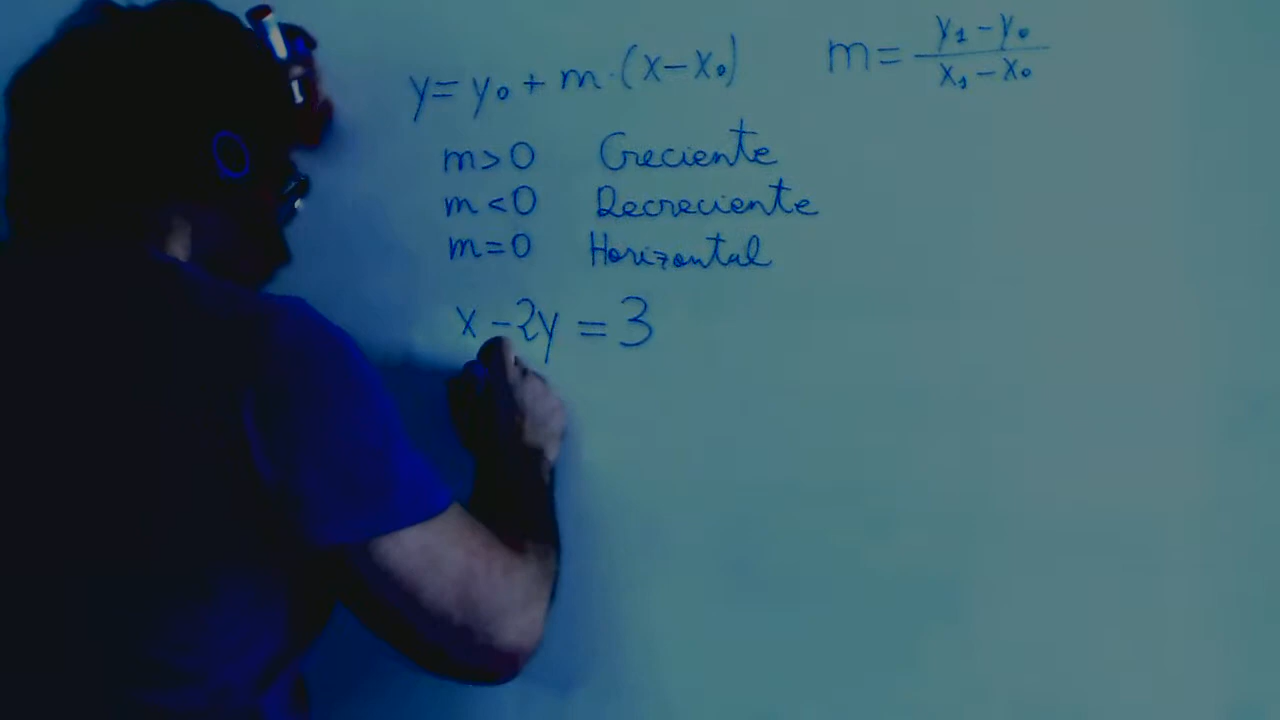 y = y₀ + m · (x - x₀)
m = (y₁ - y₀) / (x₁ - x₀)
m > 0 Creciente
m < 0 Decreciente
m = 0 Horizontal
x - 2y = 3